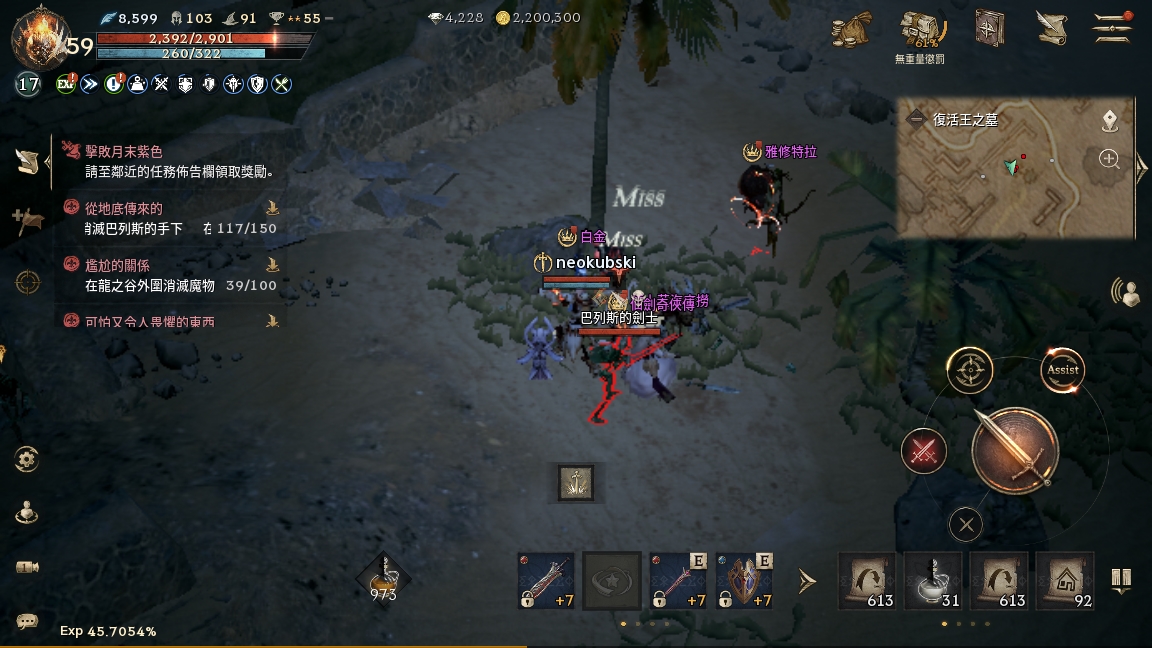 8,599 103 91 55
4,228 2,200,300
59
2,392/2,901
260/322
17
EXP
61%
無重量懲罰
復活王之墓
擊敗月末紫色
請至鄰近的任務佈告欄領取獎勵。
從地底傳來的
消滅巴列斯的手下 在 117/150
尷尬的關係
在龍之谷外圍消滅魔物 39/100
可怕又令人畏懼的東西
雅修特拉
MISS
白金
MISS
neokubski
巴列斯的劍士
Assist
973
E
E
+7
+7
+7
613
31
613
92
Exp 45.7054%